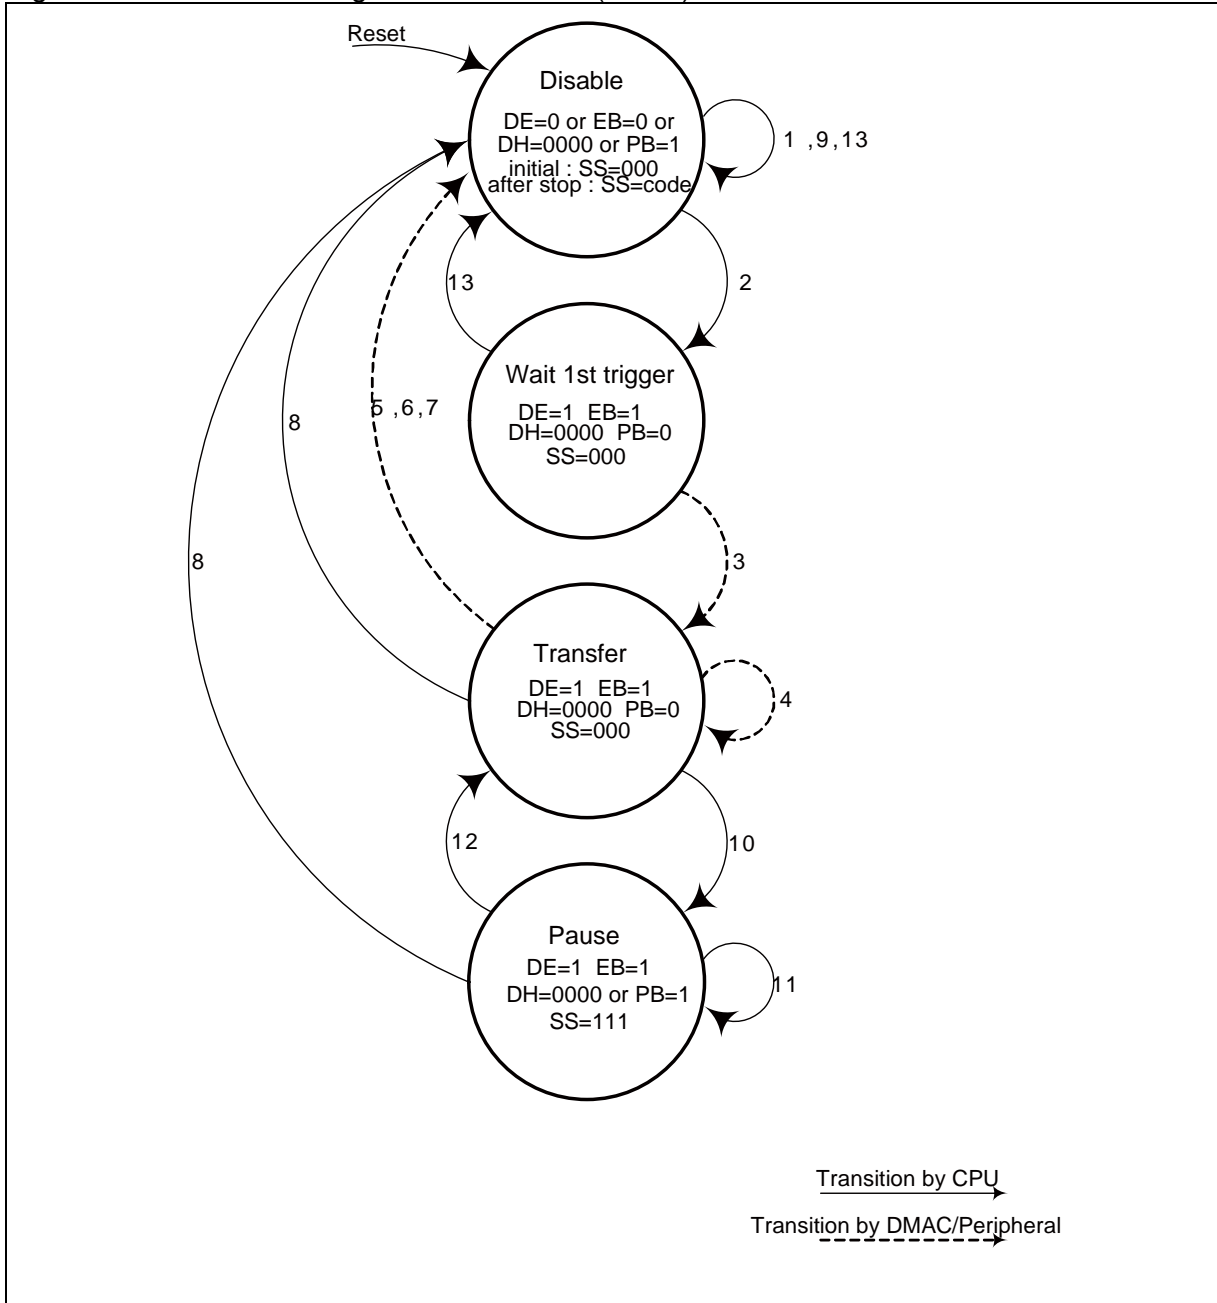 Reset
Disable
DE=0 or EB=0 or
DH=0000 or PB=1
initial : SS=000
after stop : SS=code
1 ,9,13
13
2
Wait 1st trigger
DE=1 EB=1
DH=0000 PB=0
SS=000
5 ,6,7
8
8
3
Transfer
DE=1 EB=1
DH=0000 PB=0
SS=000
4
12
10
Pause
DE=1 EB=1
DH=0000 or PB=1
SS=111
11
Transition by CPU
Transition by DMAC/Peripheral